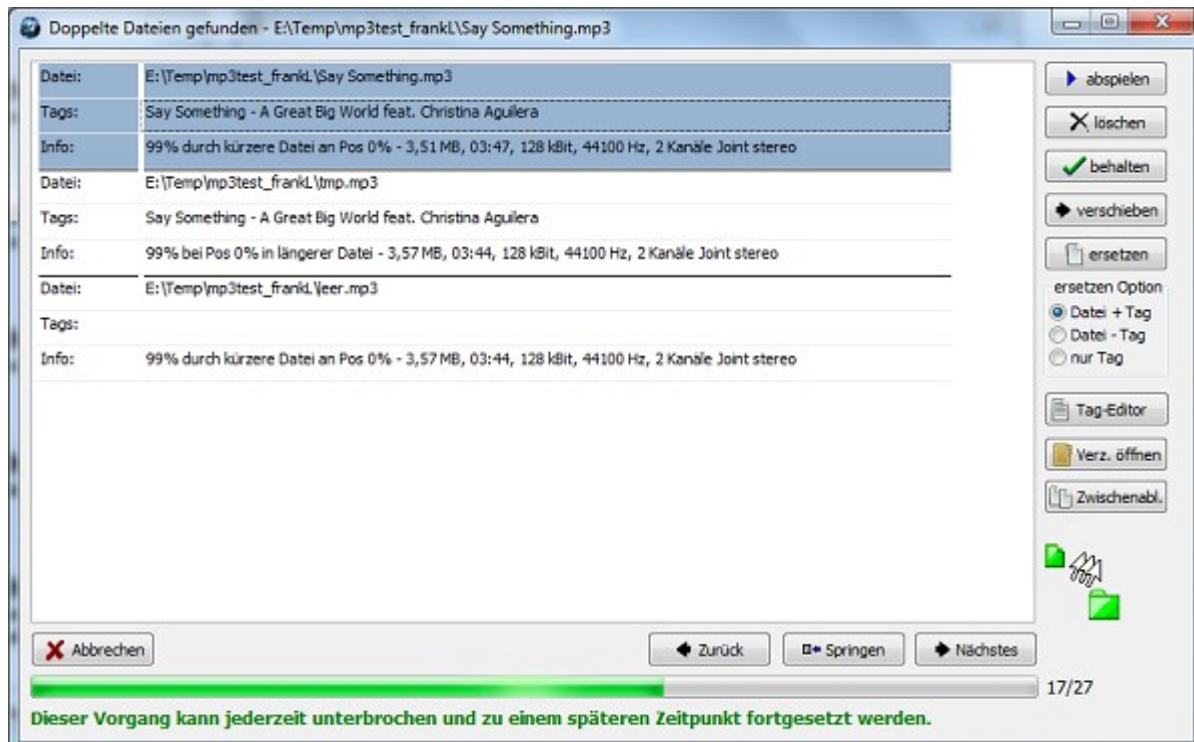 Doppelte Dateien gefunden - E:\Temp\mp3test_frankL\Say Something.mp3
Datei: E:\Temp\mp3test_frankL\Say Something.mp3
Tags: Say Something - A Great Big World feat. Christina Aguilera
Info: 99% durch kürzere Datei an Pos 0% - 3,51 MB, 03:47, 128 kBit, 44100 Hz, 2 Kanäle Joint stereo
Datei: E:\Temp\mp3test_frankL\tmp.mp3
Tags: Say Something - A Great Big World feat. Christina Aguilera
Info: 99% bei Pos 0% in längerer Datei - 3,57 MB, 03:44, 128 kBit, 44100 Hz, 2 Kanäle Joint stereo
Datei: E:\Temp\mp3test_frankL\leer.mp3
Tags:
Info: 99% durch kürzere Datei an Pos 0% - 3,57 MB, 03:44, 128 kBit, 44100 Hz, 2 Kanäle Joint stereo
abspielen
löschen
behalten
verschieben
ersetzen
ersetzen Option
Datei + Tag
Datei - Tag
nur Tag
Tag-Editor
Verz. öffnen
Zwischenabl.
Abbrechen
Zurück
Springen
Nächstes
17/27
Dieser Vorgang kann jederzeit unterbrochen und zu einem späteren Zeitpunkt fortgesetzt werden.